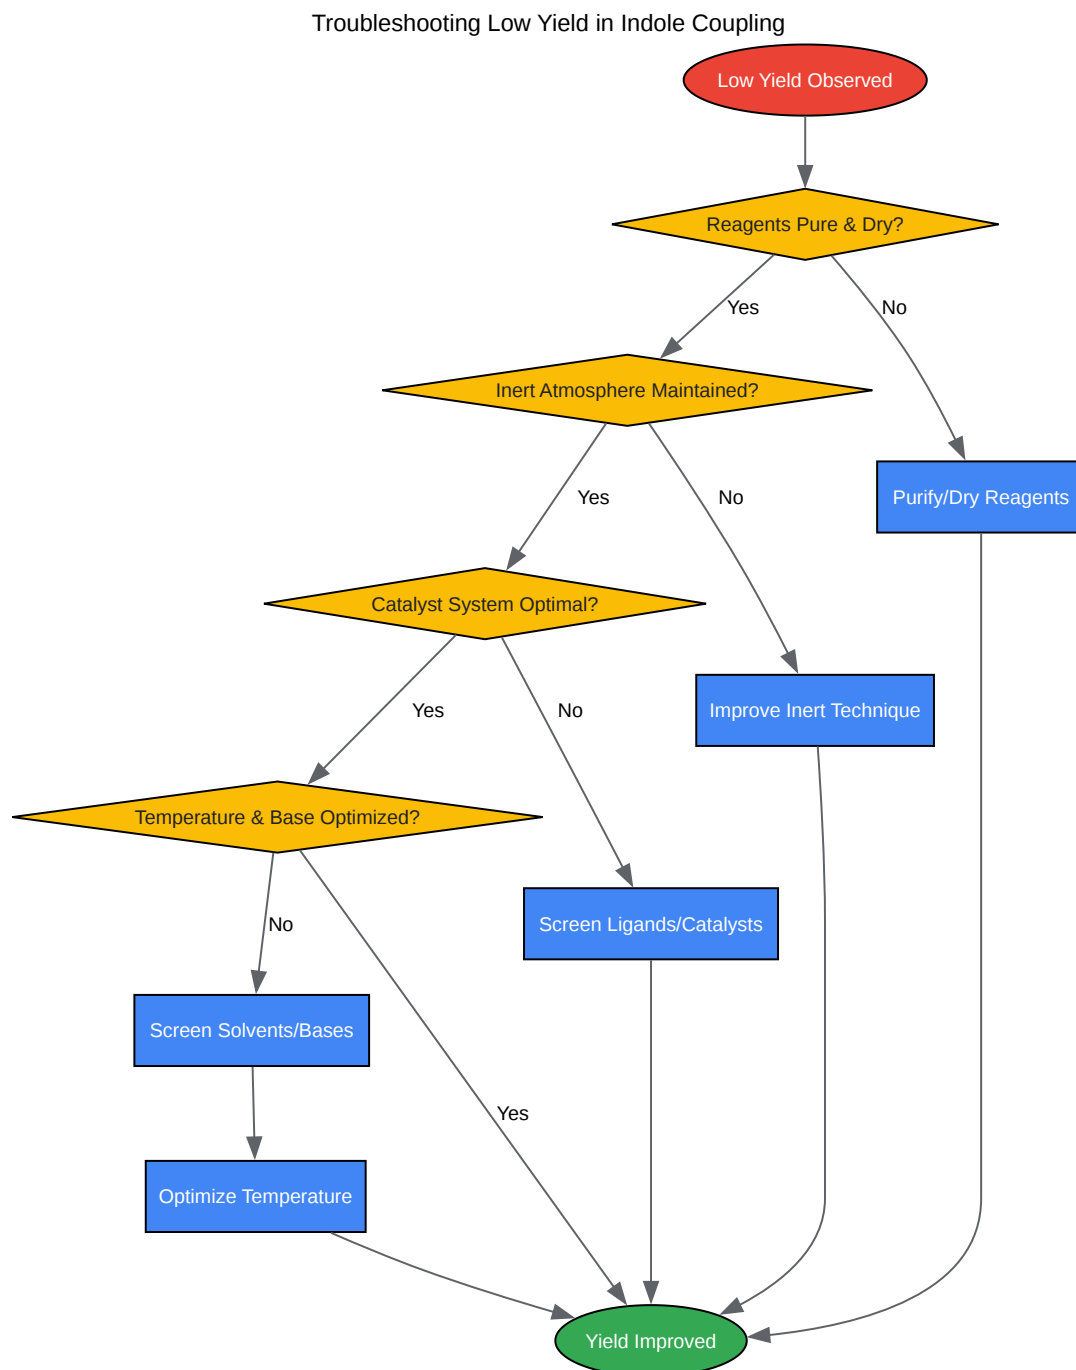 Troubleshooting Low Yield in Indole Coupling
Low Yield Observed
Reagents Pure & Dry?
Yes
No
Inert Atmosphere Maintained?
Yes
No
Purify/Dry Reagents
Catalyst System Optimal?
Yes
No
Improve Inert Technique
Temperature & Base Optimized?
No
Screen Ligands/Catalysts
Screen Solvents/Bases
Yes
Optimize Temperature
Yield Improved